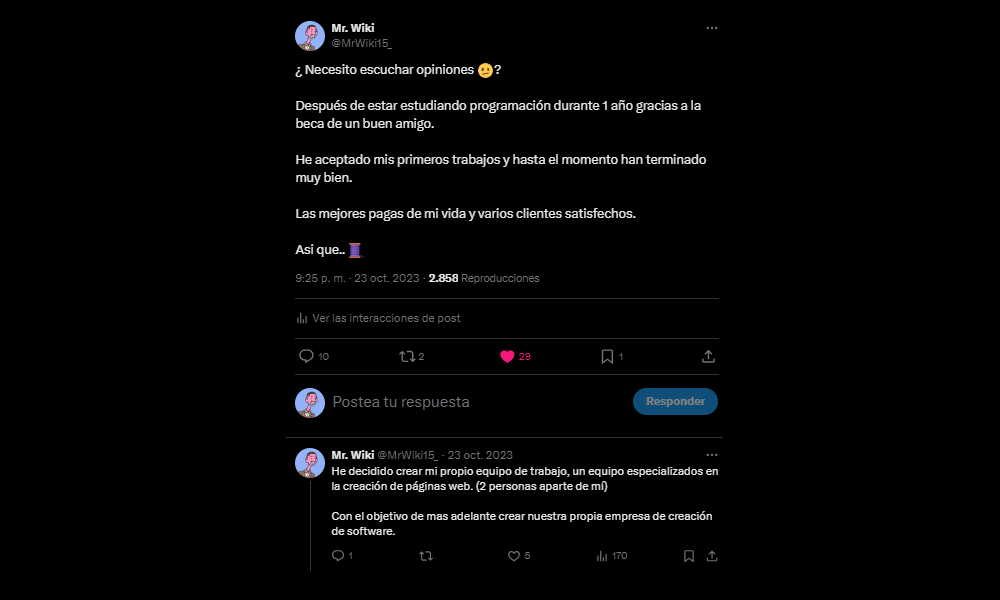 Mr. Wiki
@MrWiki15_
¿ Necesito escuchar opiniones 🫤?
Después de estar estudiando programación durante 1 año gracias a la
beca de un buen amigo.
He aceptado mis primeros trabajos y hasta el momento han terminado
muy bien.
Las mejores pagas de mi vida y varios clientes satisfechos.
Asi que.. 🧵
9:25 p. m. · 23 oct. 2023 · 2.858 Reproducciones
Ver las interacciones de post
10 2 29 1
Postea tu respuesta Responder
Mr. Wiki @MrWiki15_ · 23 oct. 2023
He decidido crear mi propio equipo de trabajo, un equipo especializados en
la creación de páginas web. (2 personas aparte de mí)
Con el objetivo de mas adelante crear nuestra propia empresa de creación
de software.
1 5 170